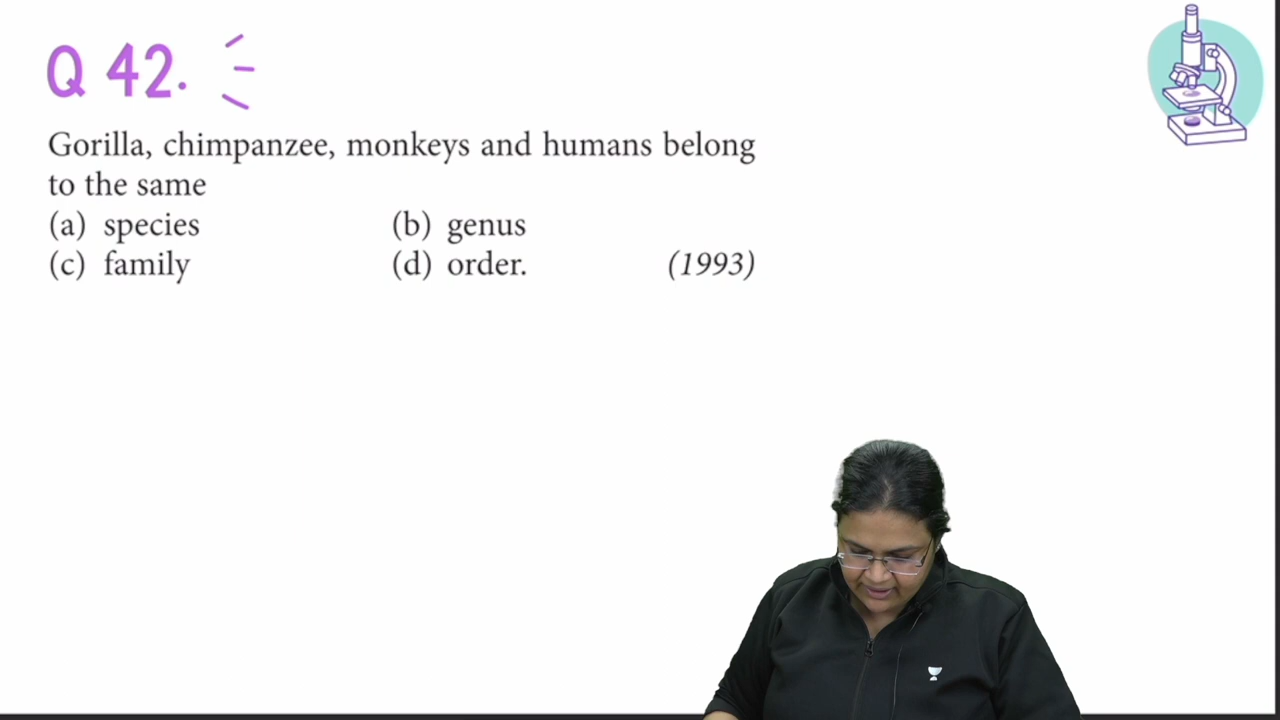 Q 42.
Gorilla, chimpanzee, monkeys and humans belong
to the same
(a) species (b) genus
(c) family (d) order. (1993)